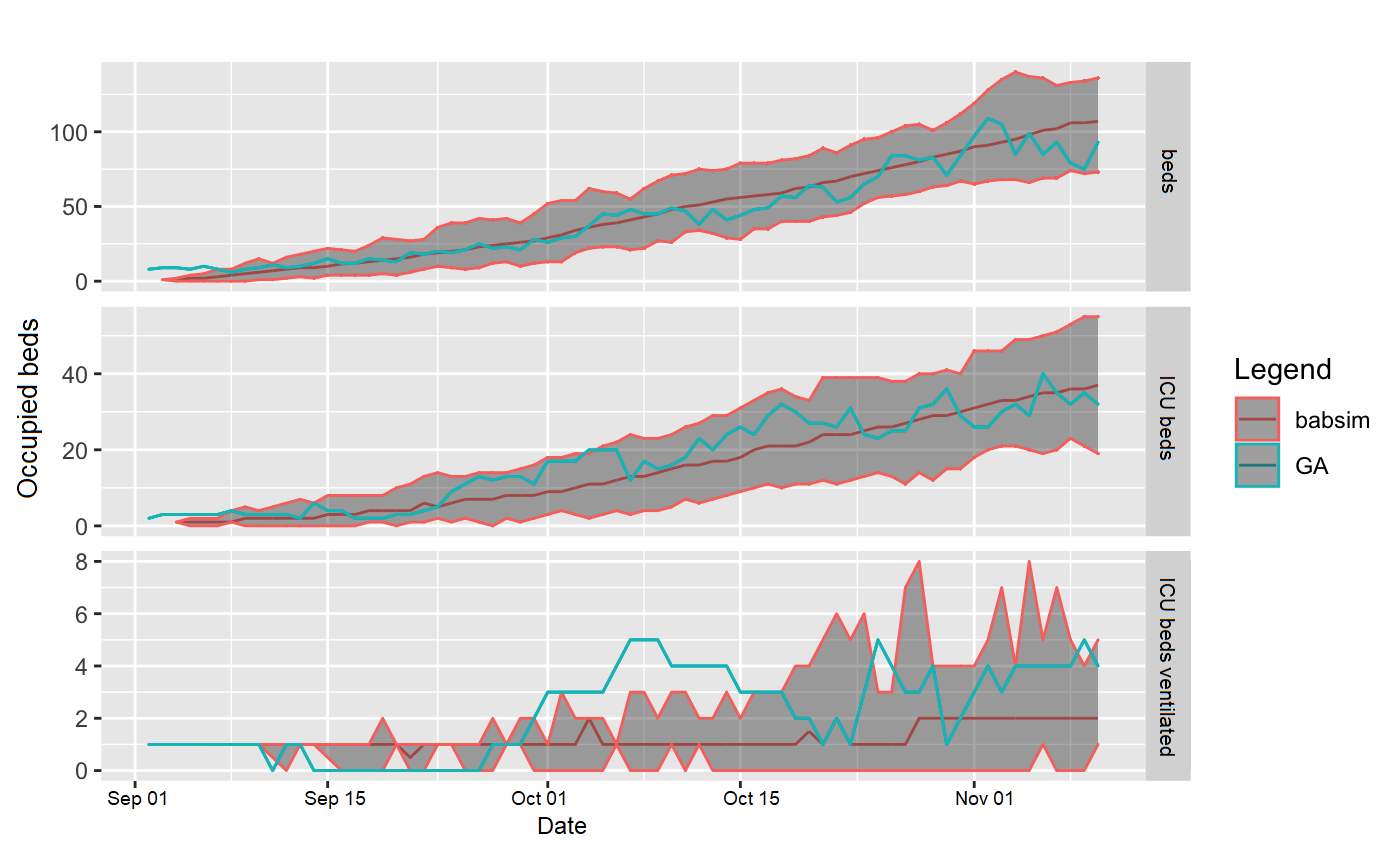 100
50
0
beds
40
20
0
ICU beds
8
6
4
2
0
ICU beds ventilated
Occupied beds
Sep 01
Sep 15
Oct 01
Oct 15
Nov 01
Date
Legend
babsim
GA